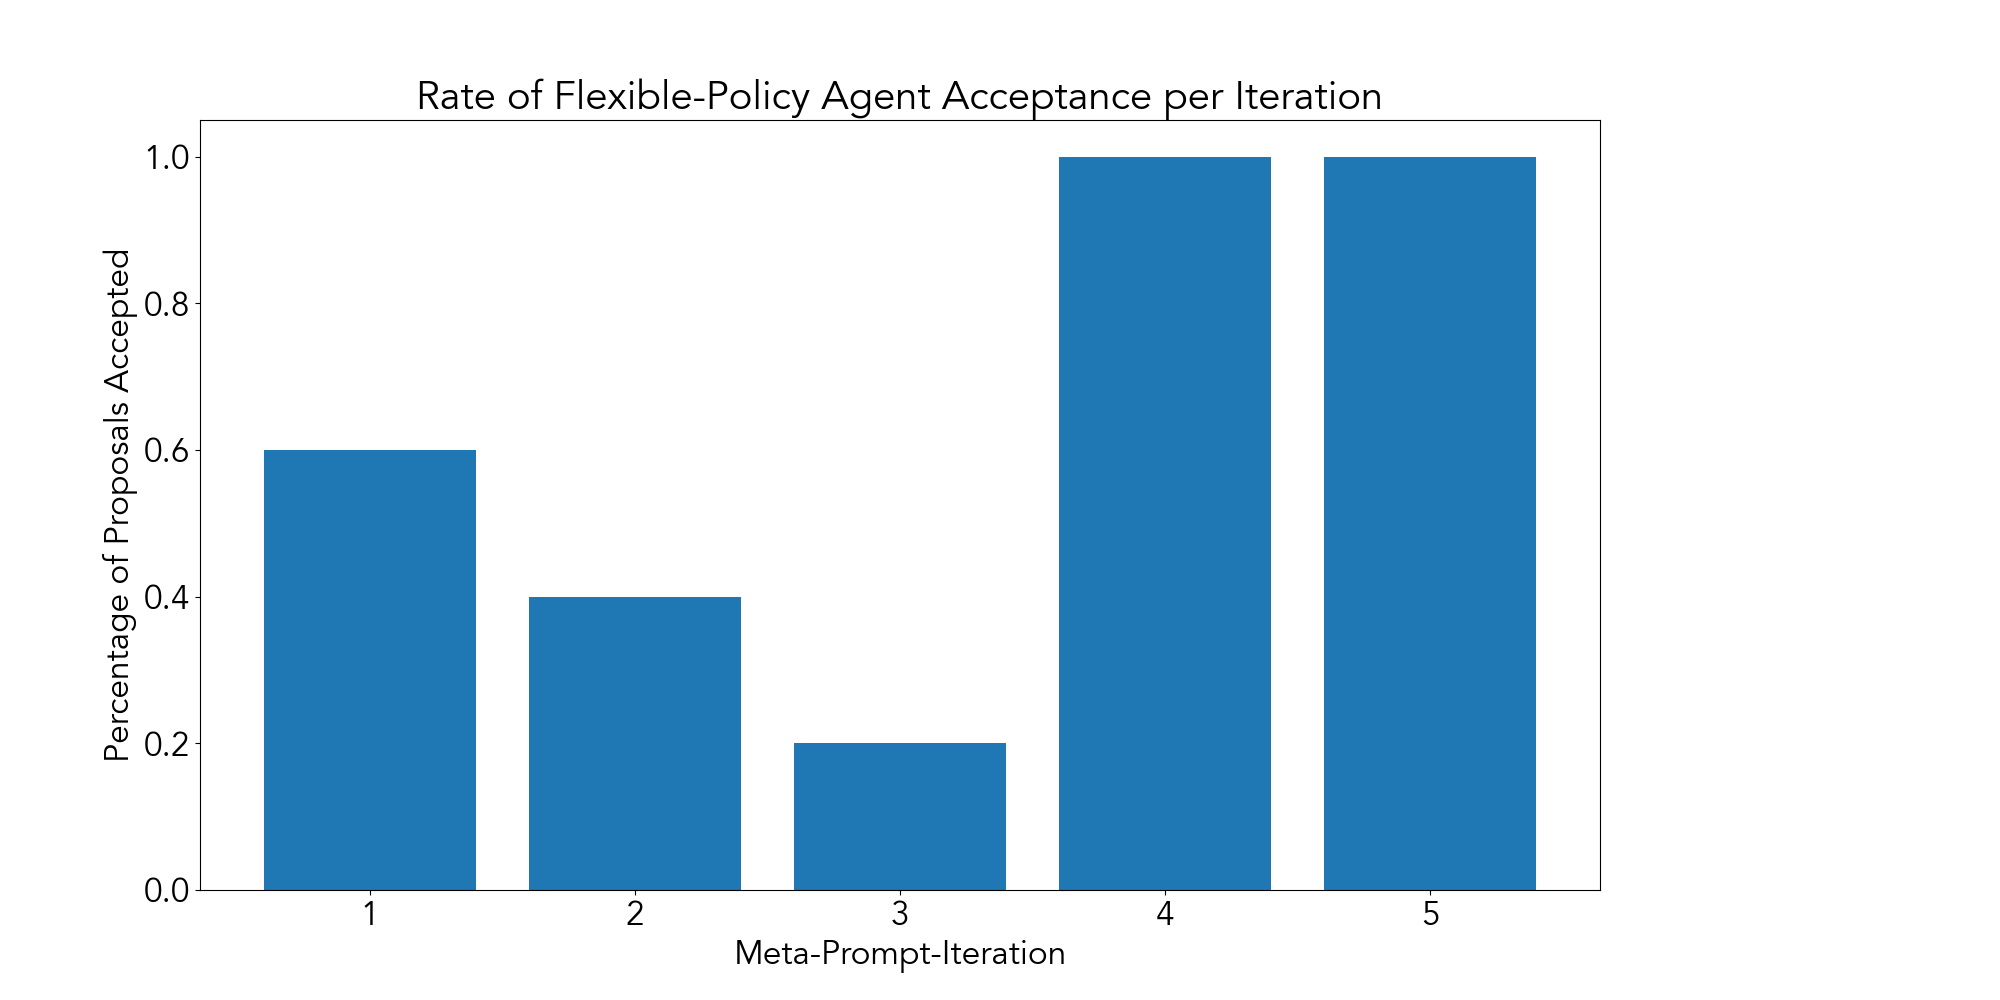 Rate of Flexible-Policy Agent Acceptance per Iteration
Percentage of Proposals Accepted
1.0
0.8
0.6
0.4
0.2
0.0
1 2 3 4 5
Meta-Prompt-Iteration